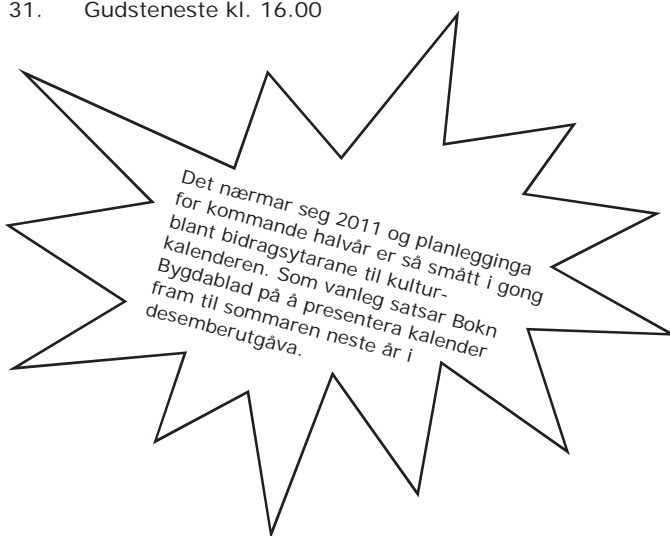 31. Gudsteneste kl. 16.00
Det nærmar seg 2011 og planlegginga
for kommande halvår er så smått i gong
blant bidragsytarane til kultur-
kalenderen. Som vanleg satsar Bokn
Bygdablad på å presentera kalender
fram til sommaren neste år i
desemberutgåva.